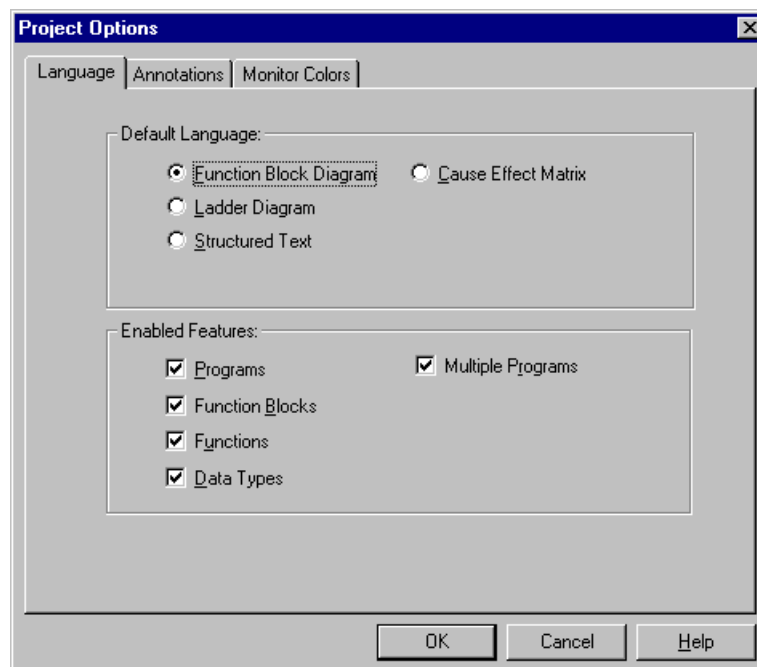 Project Options
Language Annotations Monitor Colors
Default Language:
Function Block Diagram Cause Effect Matrix
Ladder Diagram
Structured Text
Enabled Features:
Programs Multiple Programs
Function Blocks
Functions
Data Types
OK Cancel Help